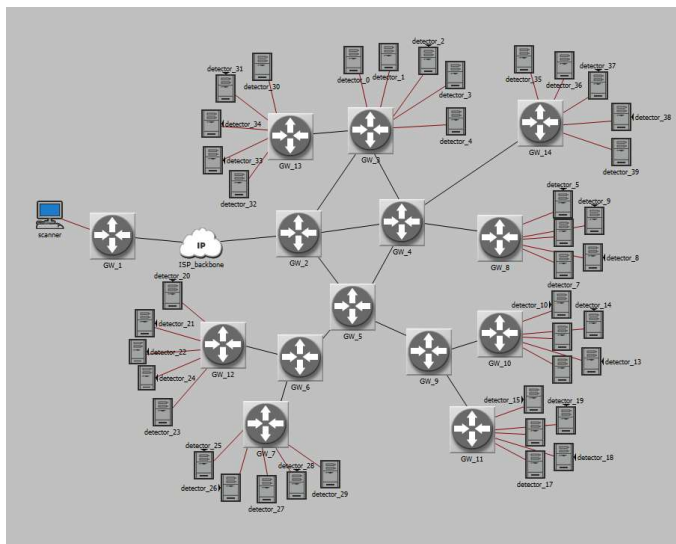 detector_2
detector_31
detector_30
detector_0
detector_1
detector_3
detector_35
detector_37
detector_36
detector_34
detector_4
detector_38
GW_13
GW_3
GW_14
detector_33
detector_39
detector_32
detector_5
detector_9
scanner
GW_1
IP
ISP_backbone
GW_2
GW_4
GW_8
detector_8
detector_20
detector_7
detector_10
detector_14
detector_21
GW_5
detector_22
GW_12
GW_6
GW_9
GW_10
detector_13
detector_24
detector_15
detector_19
detector_23
detector_25
GW_7
detector_28
GW_11
detector_18
detector_26
detector_29
detector_17
detector_27